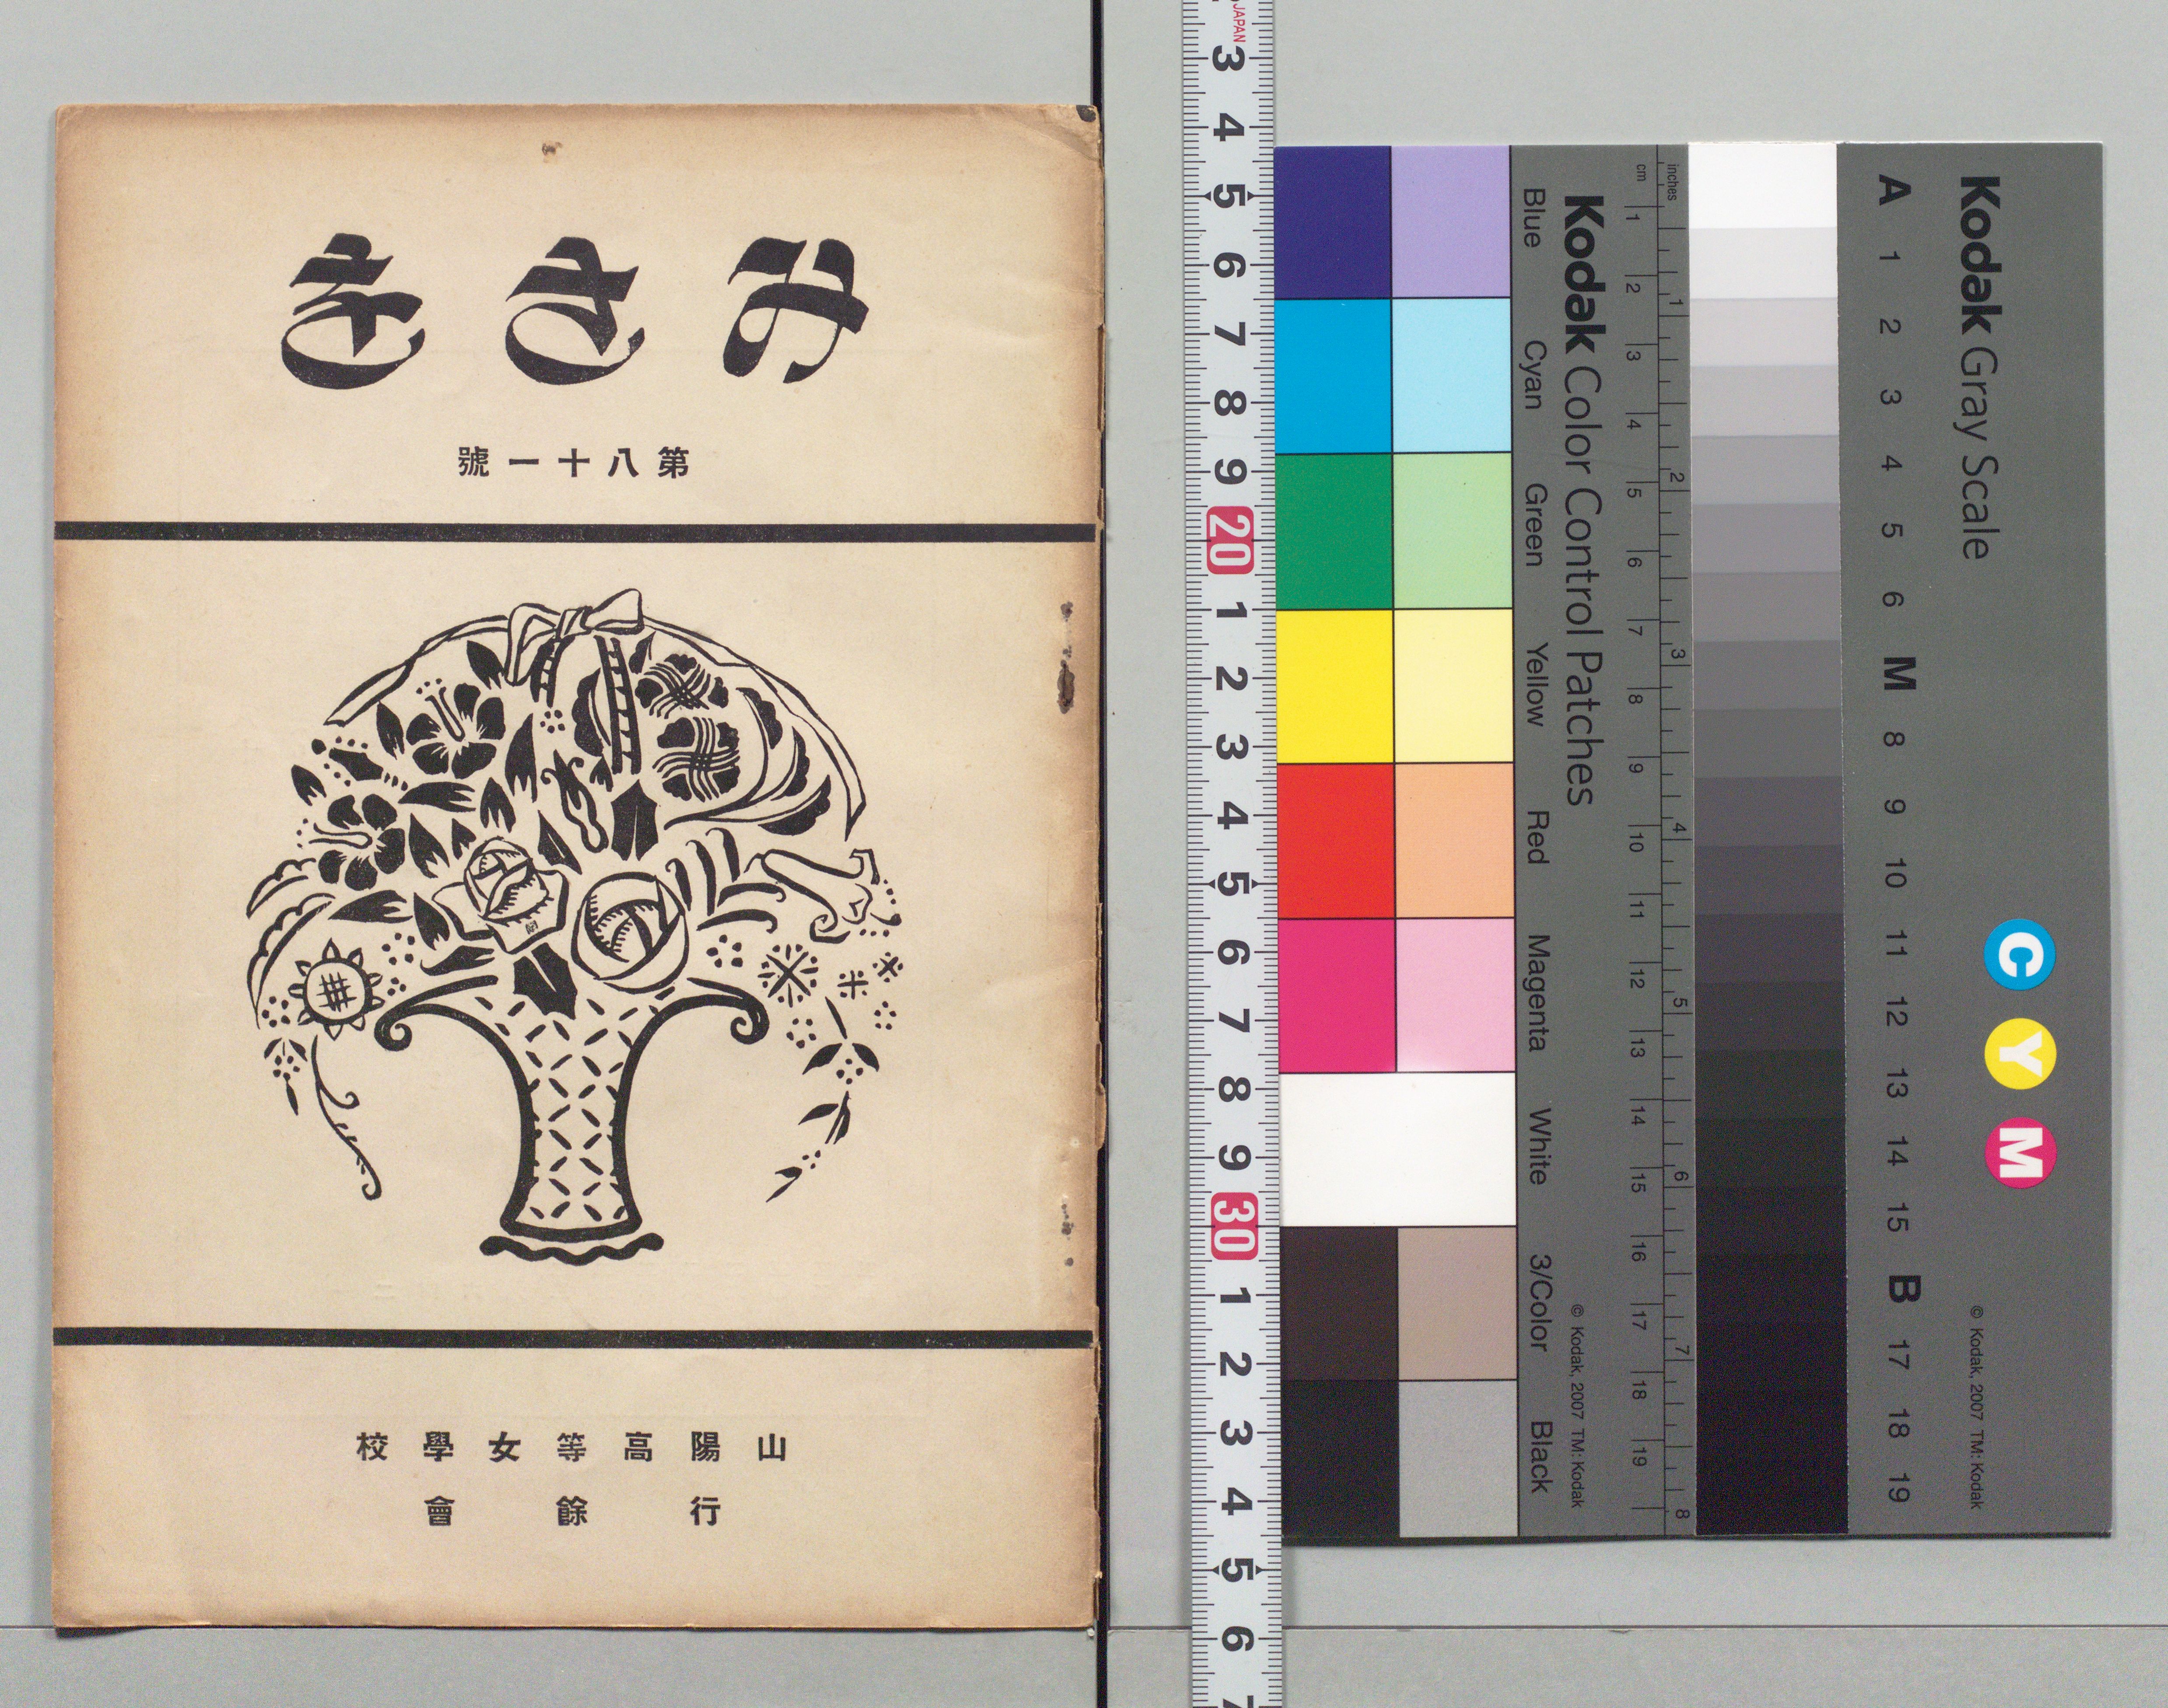 みさを
第八十一號
山陽高等女學校
行餘會
JAPAN
3 4 5 6 7 8 9 20 1 2 3 4 5 6 7 8 9 30 1 2 3 4 5 6 7
Kodak Color Control Patches
© Kodak, 2007 TM: Kodak
Blue Cyan Green Yellow Red Magenta White 3/Color Black
inches 1 2 3 4 5 6 7 8
cm 1 2 3 4 5 6 7 8 9 10 11 12 13 14 15 16 17 18 19
Kodak Gray Scale
C Y M
© Kodak, 2007 TM: Kodak
A 1 2 3 4 5 6 M 8 9 10 11 12 13 14 15 B 17 18 19